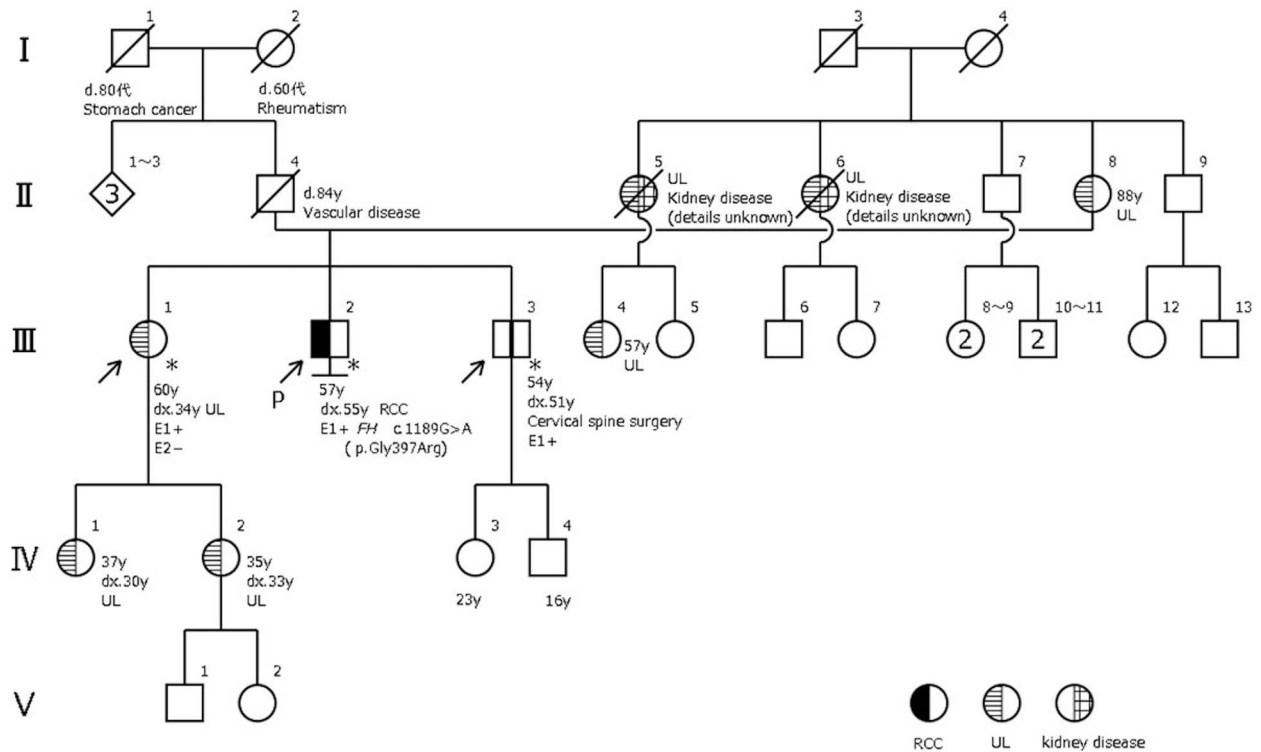 I
1
2
3
4
d.80代
Stomach cancer
d.60代
Rheumatism
II
3
1～3
4
d.84y
Vascular disease
5
UL
Kidney disease
(details unknown)
6
UL
Kidney disease
(details unknown)
7
8
88y
UL
9
III
1
*
60y
dx.34y UL
E1+
E2−
2
*
P
57y
dx.55y RCC
E1+ FH c.1189G>A
(p.Gly397Arg)
3
*
54y
dx.51y
Cervical spine surgery
E1+
4
57y
UL
5
6
7
2
8～9
2
10～11
12
13
IV
1
37y
dx.30y
UL
2
35y
dx.33y
UL
3
23y
4
16y
V
1
2
RCC
UL
kidney disease